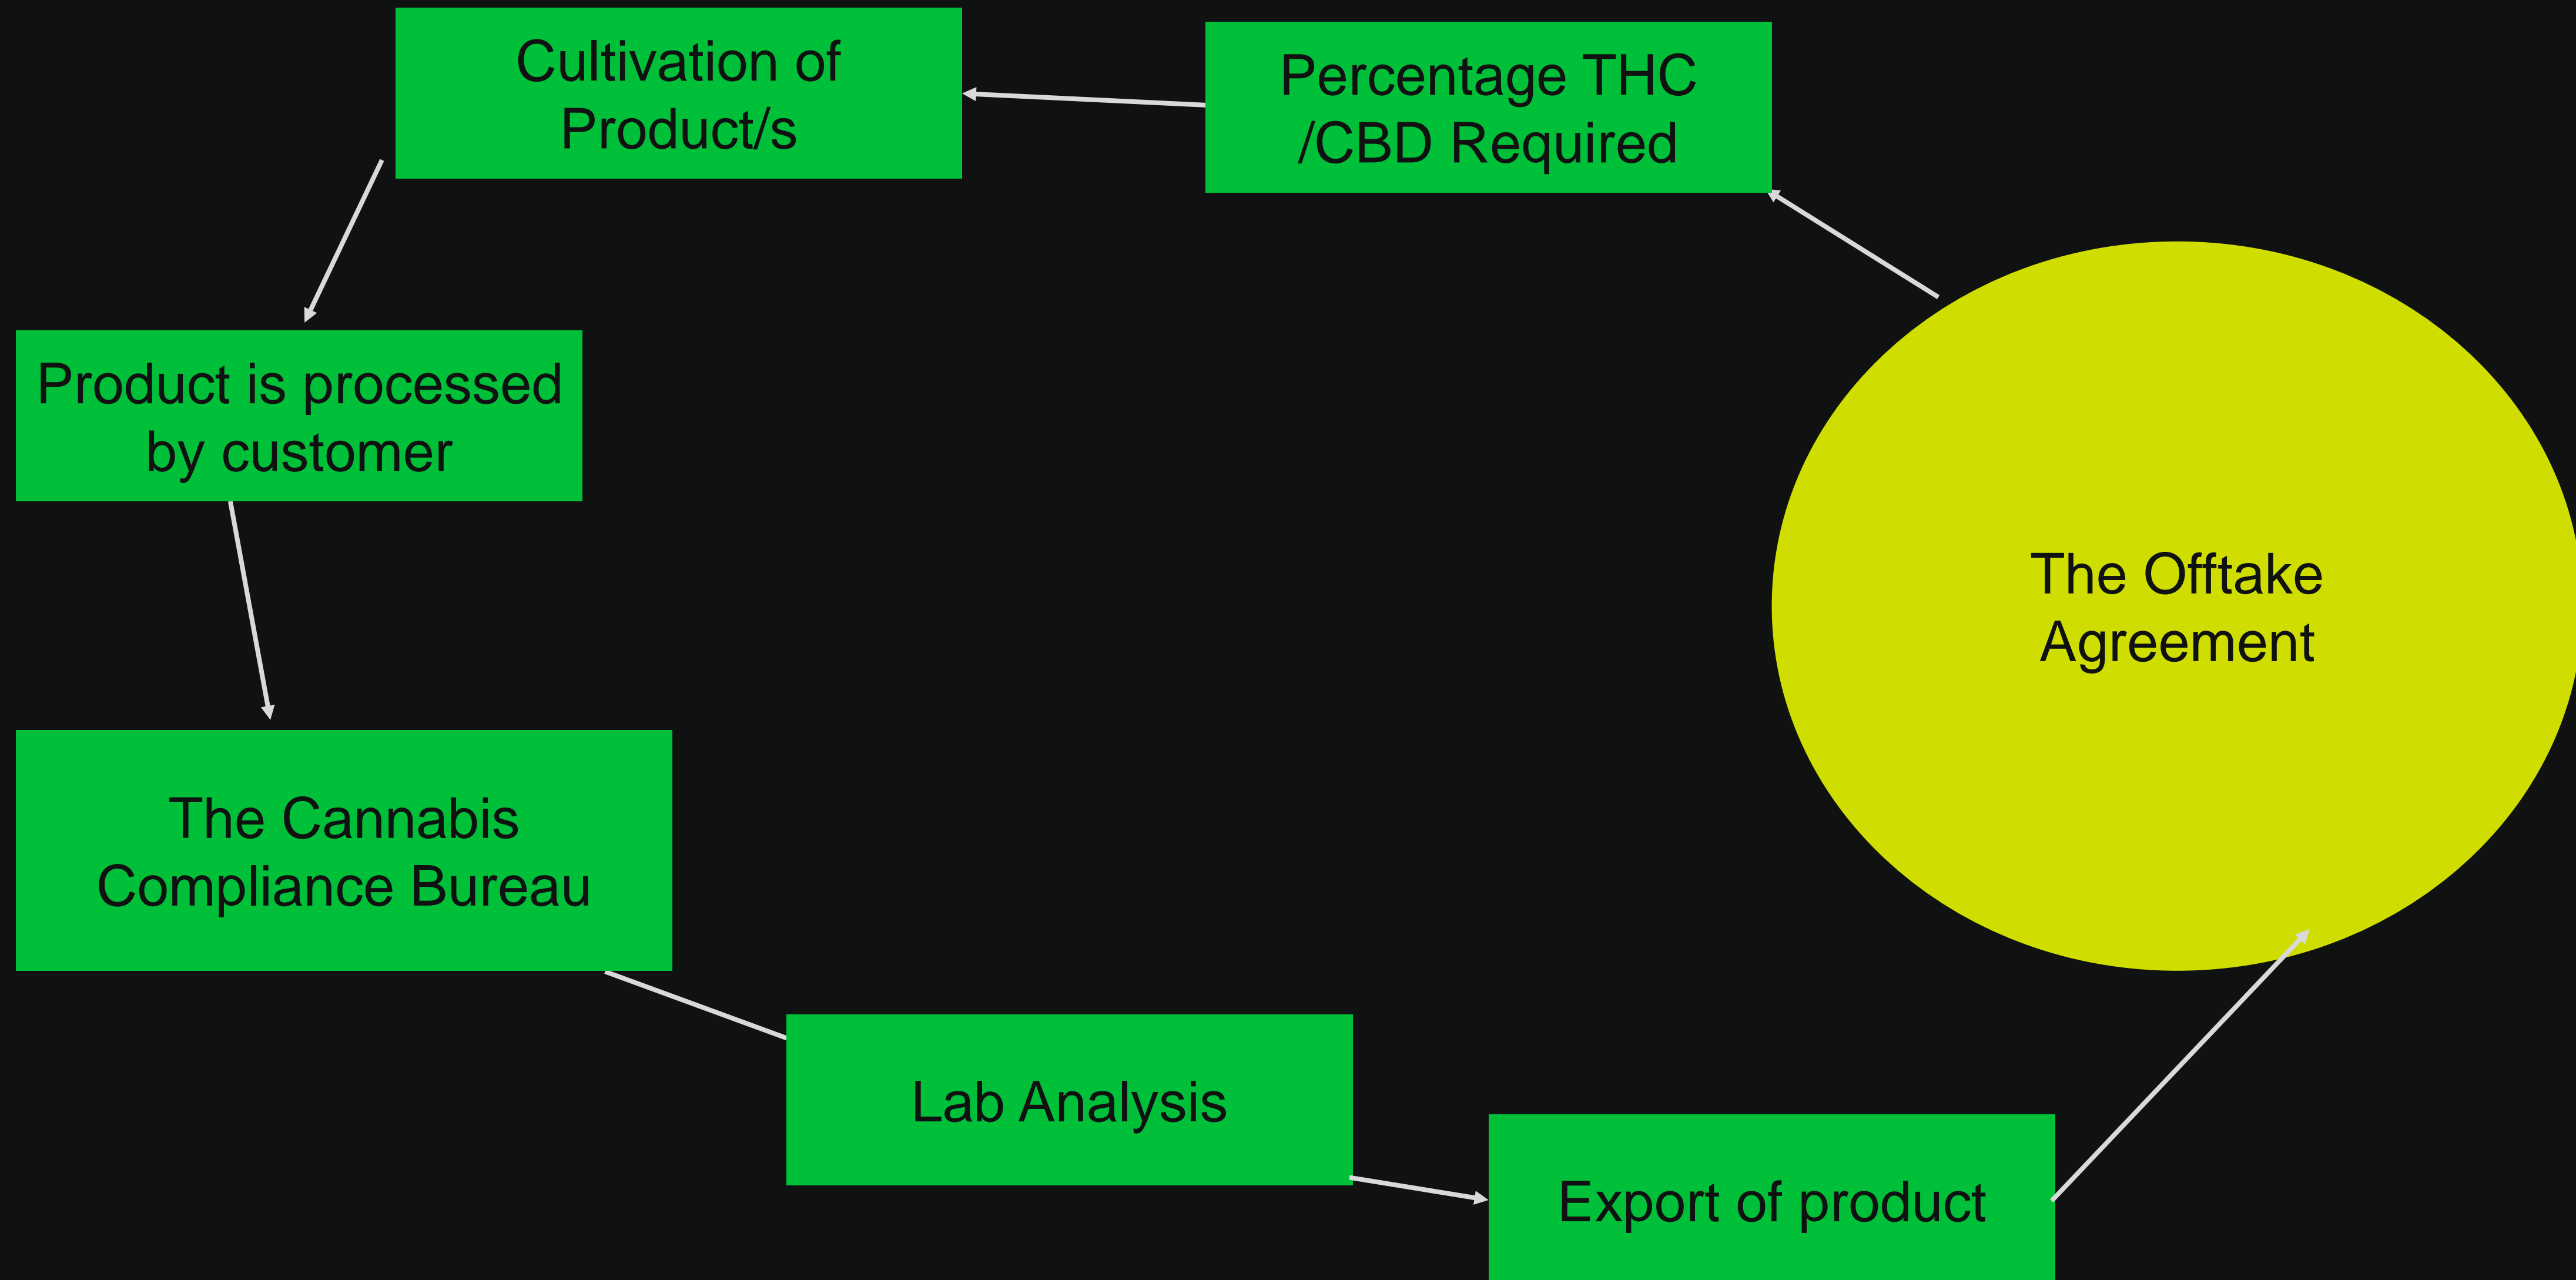 Cultivation of
Product/s
Percentage THC
/CBD Required
Product is processed
by customer
The Offtake
Agreement
The Cannabis
Compliance Bureau
Lab Analysis
Export of product